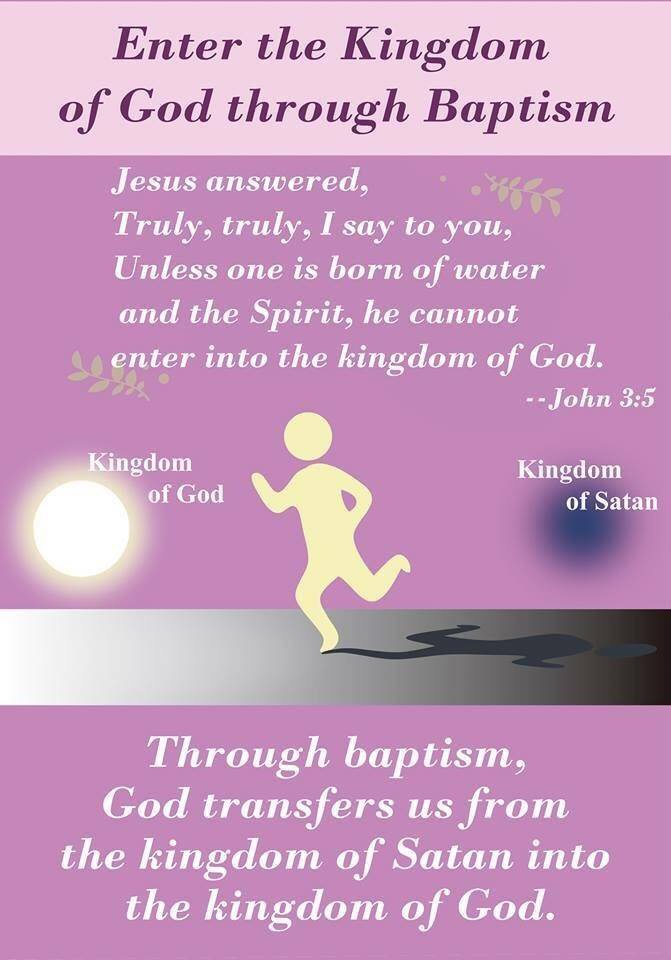 Enter the Kingdom
of God through Baptism
Jesus answered,
Truly, truly, I say to you,
Unless one is born of water
and the Spirit, he cannot
enter into the kingdom of God.
--John 3:5
Kingdom
of God
Kingdom
of Satan
Through baptism,
God transfers us from
the kingdom of Satan into
the kingdom of God.